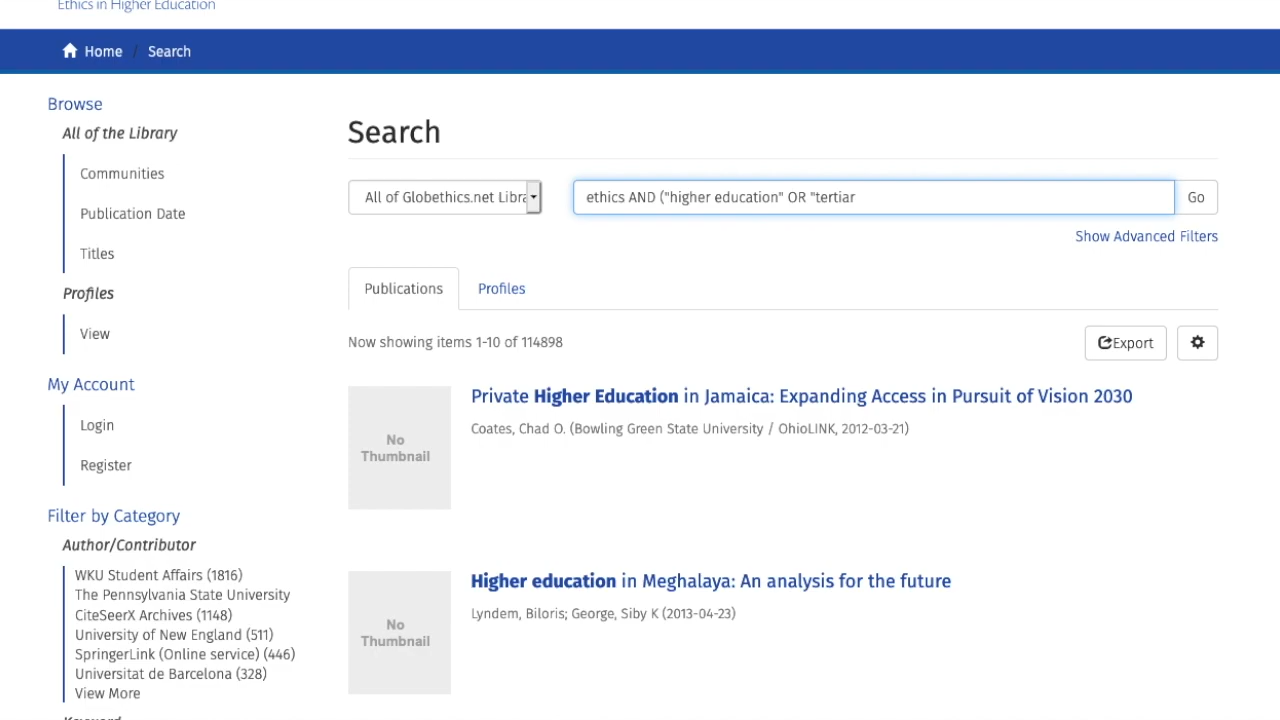 Ethics in Higher Education
Home / Search
Browse
All of the Library
Communities
Publication Date
Titles
Profiles
View
My Account
Login
Register
Filter by Category
Author/Contributor
WKU Student Affairs (1816)
The Pennsylvania State University
CiteSeerX Archives (1148)
University of New England (511)
SpringerLink (Online service) (446)
Universitat de Barcelona (328)
View More
Keyword
Search
All of Globethics.net Libra
ethics AND ("higher education" OR "tertiar
Go
Show Advanced Filters
Publications
Profiles
Now showing items 1-10 of 114898
Export
No
Thumbnail
Private Higher Education in Jamaica: Expanding Access in Pursuit of Vision 2030
Coates, Chad O. (Bowling Green State University / OhioLINK, 2012-03-21)
No
Thumbnail
Higher education in Meghalaya: An analysis for the future
Lyndem, Biloris; George, Siby K (2013-04-23)